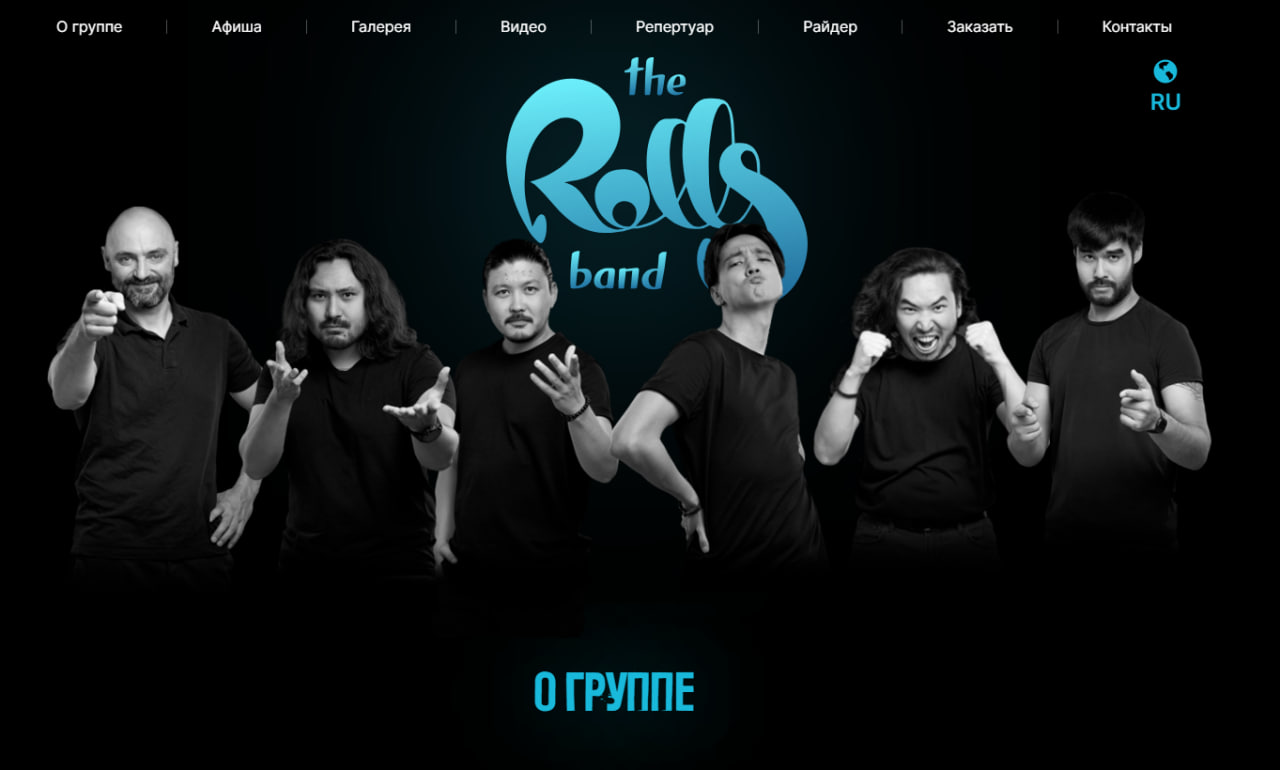 О группе
Афиша
Галерея
Видео
Репертуар
Райдер
Заказать
Контакты
RU
the
Rolls
band
О ГРУППЕ